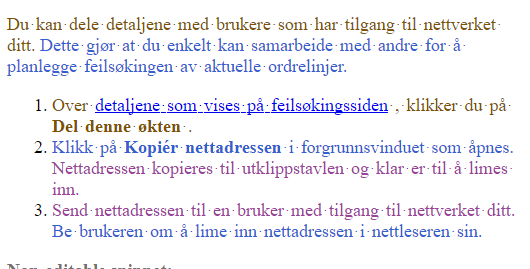 Du kan dele detaljene med brukere som har tilgang til nettverket
ditt. Dette gjør at du enkelt kan samarbeide med andre for å
planlegge feilsøkingen av aktuelle ordrelinjer.
1. Over detaljene som vises på feilsøkingssiden , klikker du på
Del denne økten .
2. Klikk på Kopiér nettadressen i forgrunnsvinduet som åpnes.
Nettadressen kopieres til utklippstavlen og klar er til å limes
inn.
3. Send nettadressen til en bruker med tilgang til nettverket ditt.
Be brukeren om å lime inn nettadressen i nettleseren sin.